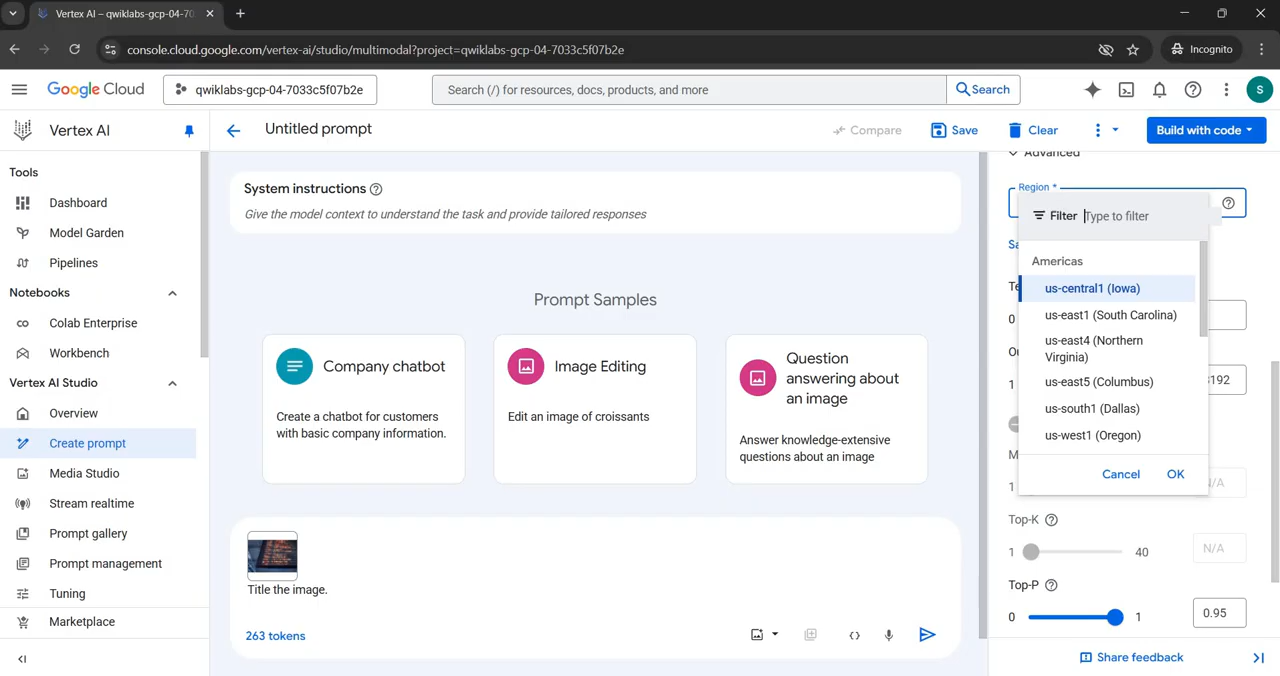 Vertex AI – qwiklabs-gcp-04-70
console.cloud.google.com/vertex-ai/studio/multimodal?project=qwiklabs-gcp-04-7033c5f07b2e
Incognito
Google Cloud
qwiklabs-gcp-04-7033c5f07b2e
Search (/) for resources, docs, products, and more
Search
S
Vertex AI
Untitled prompt
Compare
Save
Clear
Build with code
Tools
Dashboard
Model Garden
Pipelines
Notebooks
Colab Enterprise
Workbench
Vertex AI Studio
Overview
Create prompt
Media Studio
Stream realtime
Prompt gallery
Prompt management
Tuning
Marketplace
System instructions
Give the model context to understand the task and provide tailored responses
Prompt Samples
Company chatbot
Create a chatbot for customers
with basic company information.
Image Editing
Edit an image of croissants
Question
answering about
an image
Answer knowledge-extensive
questions about an image
Title the image.
263 tokens
Advanced
Region *
Filter Type to filter
Americas
us-central1 (Iowa)
us-east1 (South Carolina)
us-east4 (Northern
Virginia)
us-east5 (Columbus)
us-south1 (Dallas)
us-west1 (Oregon)
Cancel
OK
0
1
8192
1
N/A
Top-K
1
40
N/A
Top-P
0
1
0.95
Share feedback